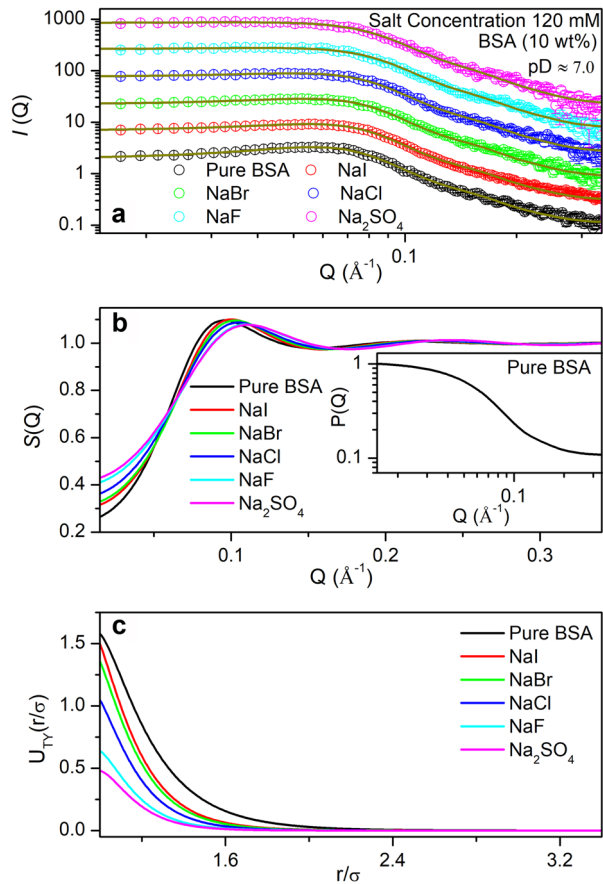 1000
100
10
1
0.1
I (Q)
Salt Concentration 120 mM
BSA (10 wt%)
pD ≈ 7.0
Pure BSA
NaI
NaBr
NaCl
NaF
Na₂SO₄
a
0.1
Q (Å⁻¹)
b
1.0
0.8
0.6
0.4
0.2
S(Q)
Pure BSA
NaI
NaBr
NaCl
NaF
Na₂SO₄
Pure BSA
1
0.1
P(Q)
0.1
Q (Å⁻¹)
0.1
0.2
0.3
Q (Å⁻¹)
c
1.5
1.0
0.5
0.0
U_TY(r/σ)
Pure BSA
NaI
NaBr
NaCl
NaF
Na₂SO₄
1.6
2.4
3.2
r/σ